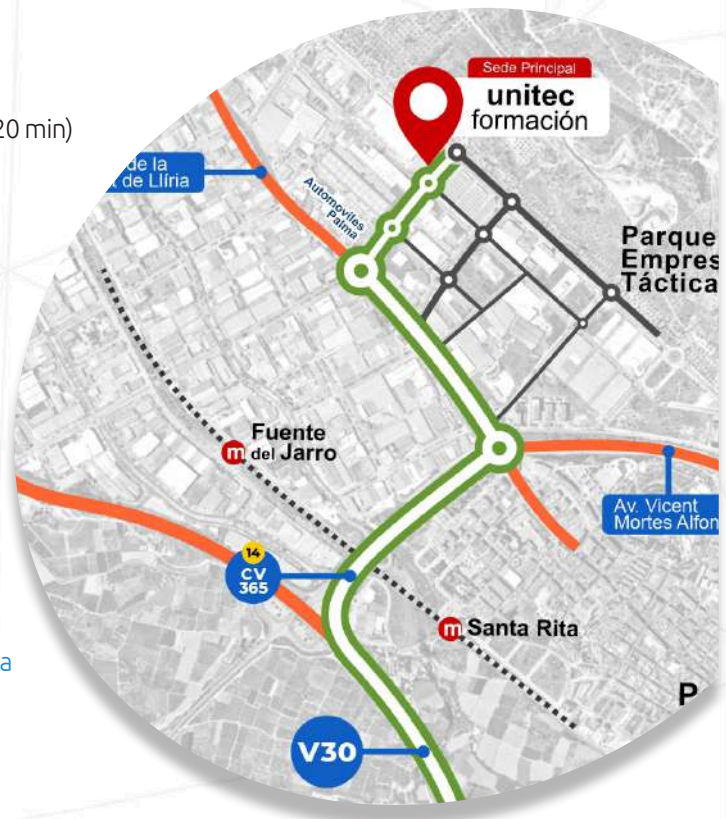 Sede Principal
unitec
formación
20 min)
de la
de Llíria
Automoviles
Palma
Parque
Empres
Táctica
Fuente
del Jarro
m
Av. Vicent
Mortes Alfon
14
CV
365
m
Santa Rita
a
P
V30